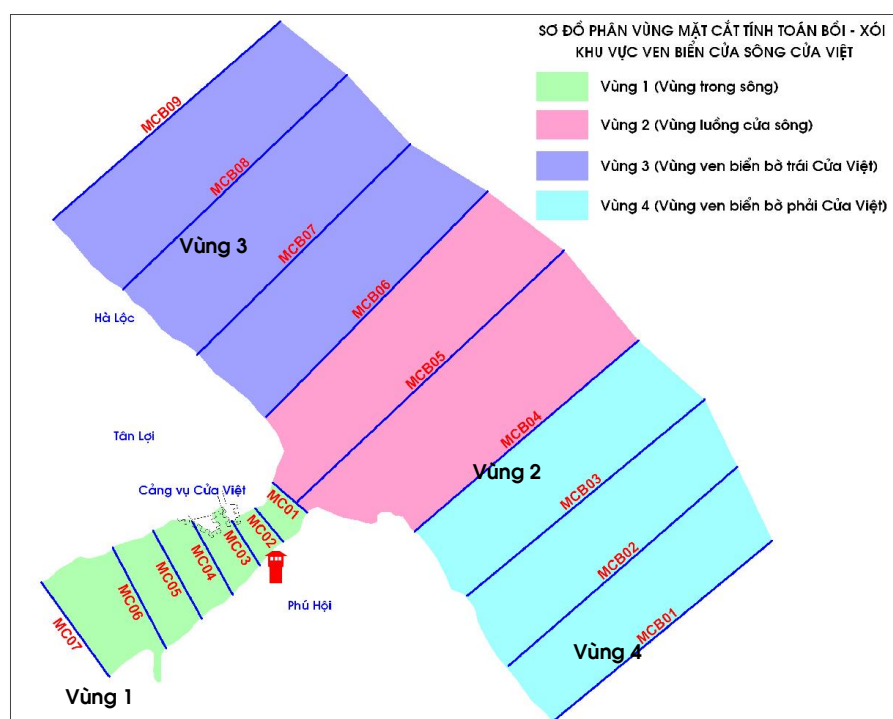 SƠ ĐỒ PHÂN VÙNG MẶT CẮT TÍNH TOÁN BỒI - XÓI
KHU VỰC VEN BIỂN CỬA SÔNG CỬA VIỆT
Vùng 1 (Vùng trong sông)
Vùng 2 (Vùng luồng cửa sông)
Vùng 3 (Vùng ven biển bờ trái Cửa Việt)
Vùng 4 (Vùng ven biển bờ phải Cửa Việt)
MCB09
MCB08
Vùng 3
MCB07
MCB06
Hà Lộc
MCB05
MCB04
Tân Lợi
Vùng 2
MCB03
Cảng vụ Cửa Việt
MC01
MC02
MC03
MC04
MC05
MC06
MC07
MCB02
Phú Hội
MCB01
Vùng 4
Vùng 1